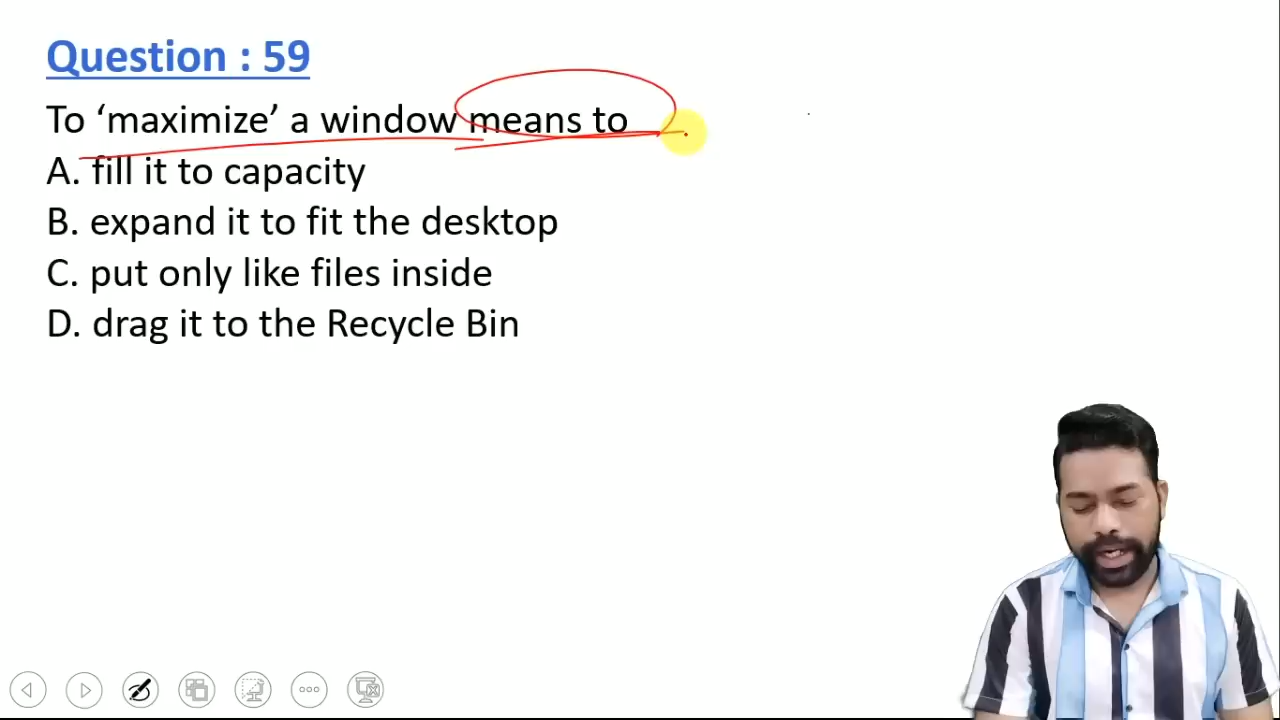 Question : 59
To ‘maximize’ a window means to
A. fill it to capacity
B. expand it to fit the desktop
C. put only like files inside
D. drag it to the Recycle Bin